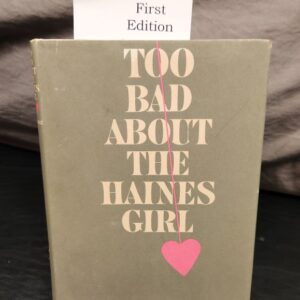 First
Edition
TOO
BAD
ABOUT
THE
HAINES
GIRL